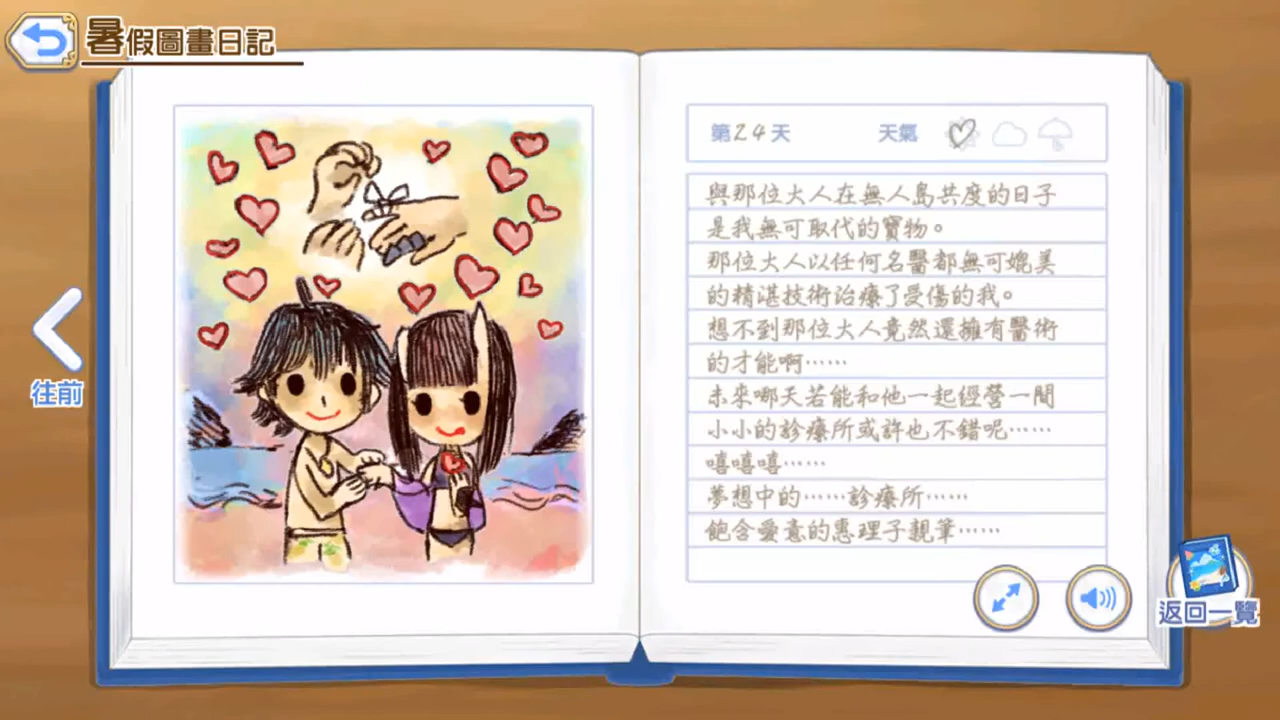 暑假圖畫日記
第24天 天氣
與那位大人在無人島共度的日子
是我無可取代的寶物。
那位大人以任何名醫都無可媲美
的精湛技術治療了受傷的我。
想不到那位大人竟然還擁有醫術
的才能啊……
未來哪天若能和他一起經營一間
小小的診療所或許也不錯呢……
嘻嘻嘻……
夢想中的……診療所……
飽含愛意的惠理子親筆……
往前
返回一覽